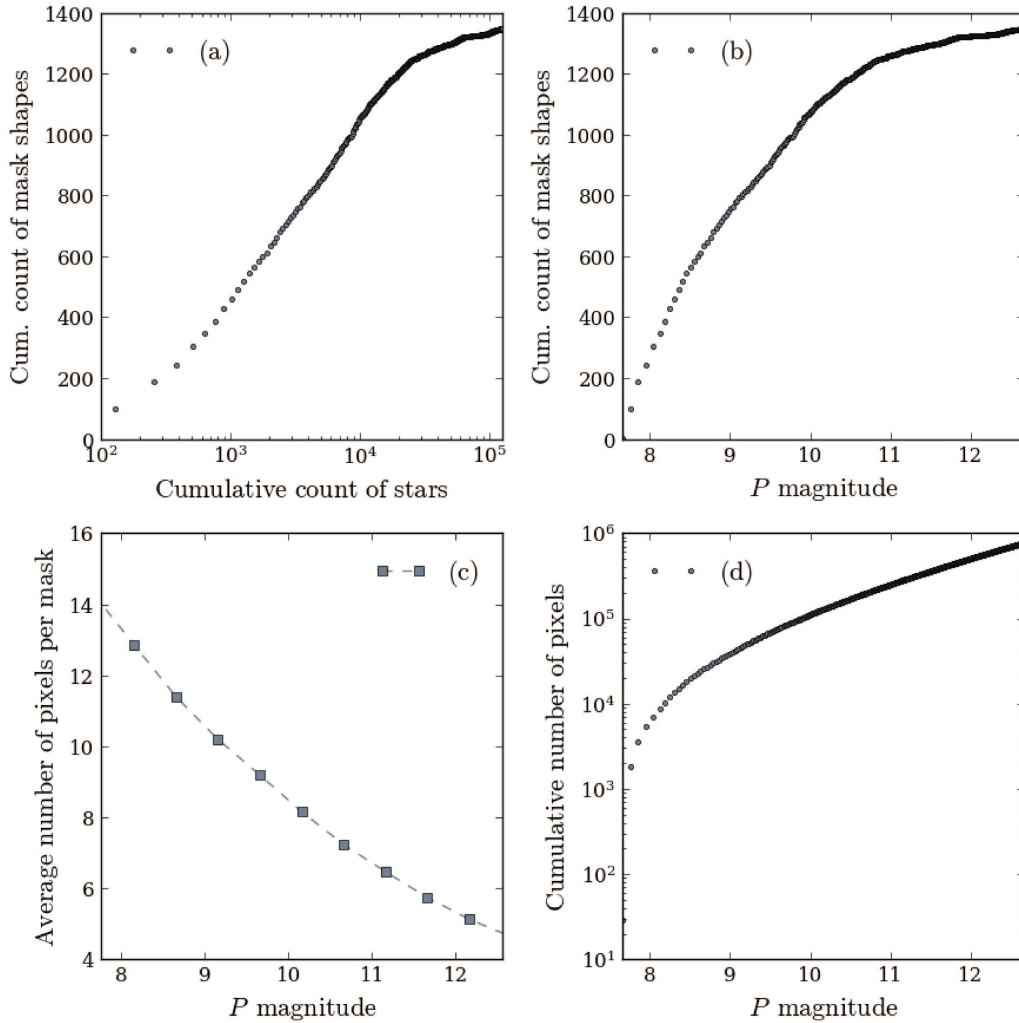 1400
1200
1000
800
600
400
200
0
Cum. count of mask shapes
(a)
10² 10³ 10⁴ 10⁵
Cumulative count of stars
1400
1200
1000
800
600
400
200
0
Cum. count of mask shapes
(b)
8 9 10 11 12
P magnitude
16
14
12
10
8
6
4
Average number of pixels per mask
(c)
8 9 10 11 12
P magnitude
10⁶
10⁵
10⁴
10³
10²
10¹
Cumulative number of pixels
(d)
8 9 10 11 12
P magnitude